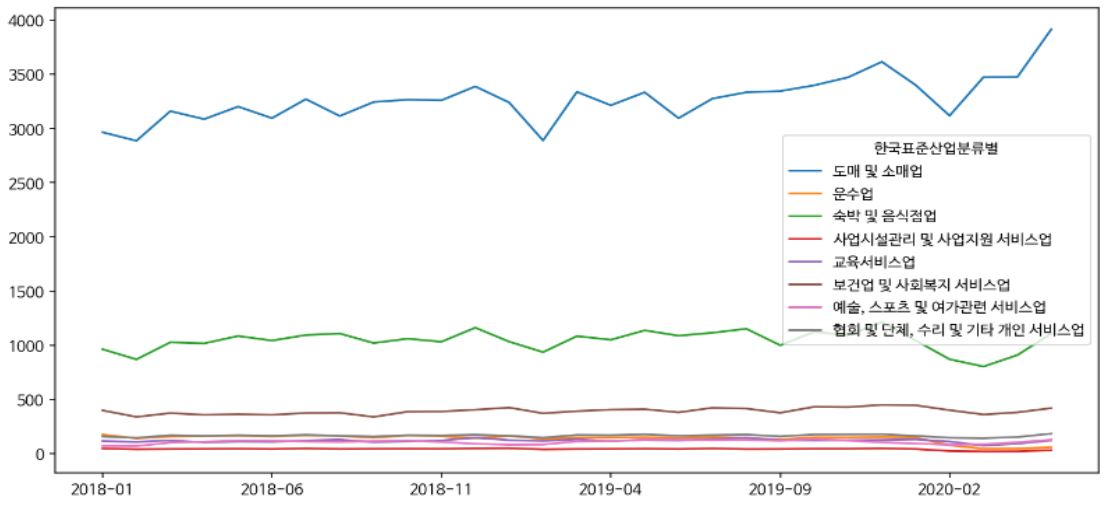 4000
3500
3000
2500
2000
1500
1000
500
0
한국표준산업분류별
도매 및 소매업
운수업
숙박 및 음식점업
사업시설관리 및 사업지원 서비스업
교육서비스업
보건업 및 사회복지 서비스업
예술, 스포츠 및 여가관련 서비스업
협회 및 단체, 수리 및 기타 개인 서비스업
2018-01 2018-06 2018-11 2019-04 2019-09 2020-02